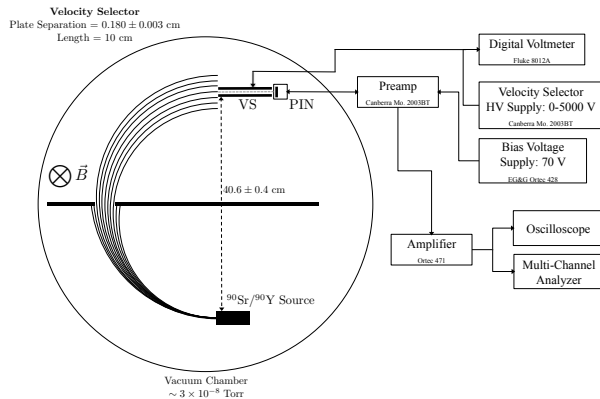 Velocity Selector
Plate Separation = 0.180 ± 0.003 cm
Length = 10 cm
Digital Voltmeter
Fluke 8012A
Preamp
Canberra Mo. 2003BT
Velocity Selector
HV Supply: 0-5000 V
Canberra Mo. 2003BT
VS
PIN
Bias Voltage
Supply: 70 V
EG&G Ortec 428
B⃗
40.6 ± 0.4 cm
Amplifier
Ortec 471
Oscilloscope
Multi-Channel
Analyzer
⁹⁰Sr/⁹⁰Y Source
Vacuum Chamber
∼ 3 × 10⁻⁸ Torr